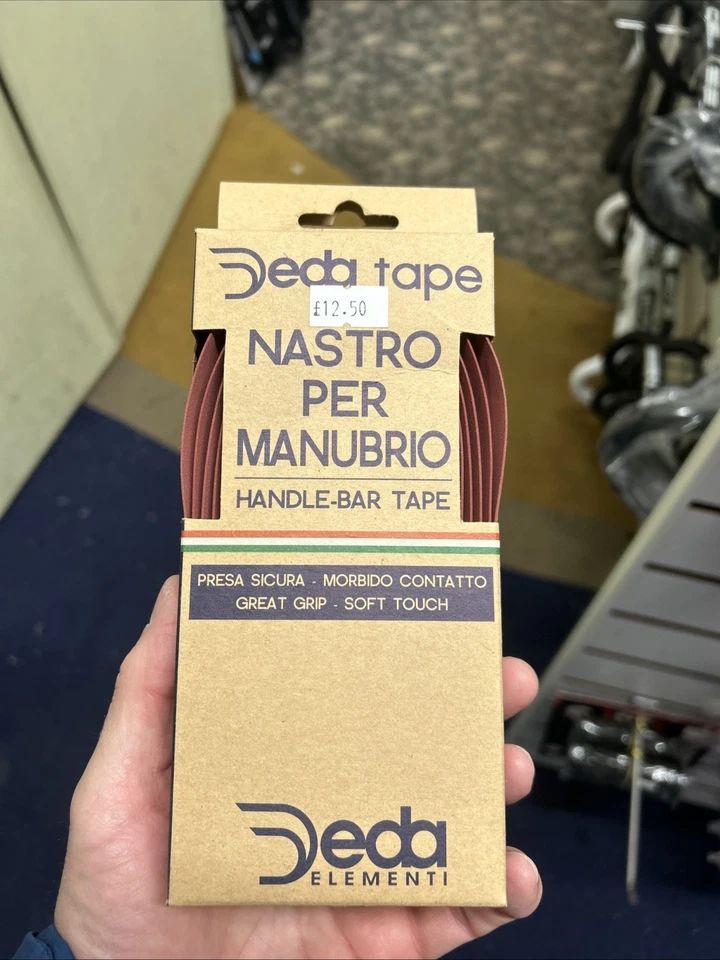 Deda tape
£12.50
NASTRO
PER
MANUBRIO
HANDLE-BAR TAPE
PRESA SICURA - MORBIDO CONTATTO
GREAT GRIP - SOFT TOUCH
Deda
ELEMENTI